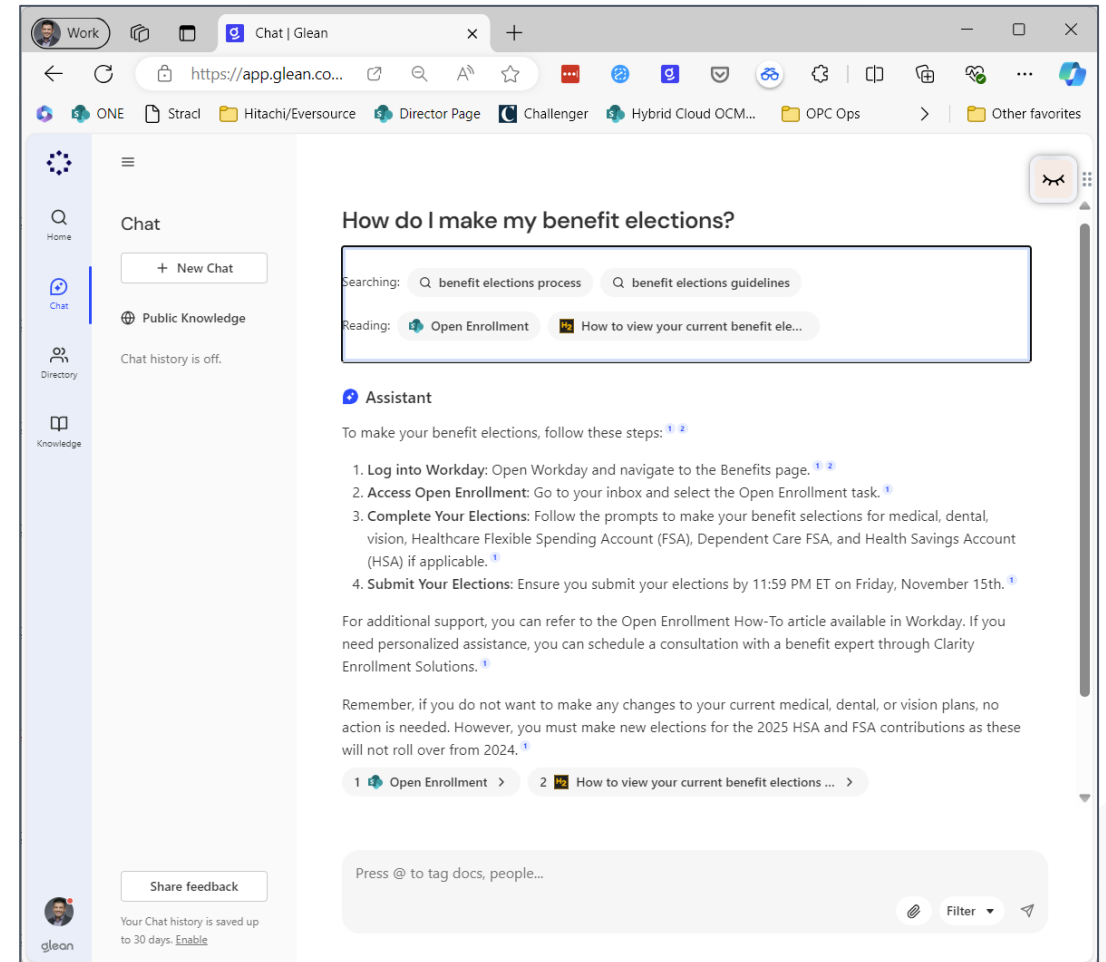 Work
Chat | Glean
https://app.glean.co...
ONE
Stracl
Hitachi/Eversource
Director Page
Challenger
Hybrid Cloud OCM...
OPC Ops
Other favorites
Home
Chat
Directory
Knowledge
Chat
+ New Chat
Public Knowledge
Chat history is off.
How do I make my benefit elections?
Searching: benefit elections process benefit elections guidelines
Reading: Open Enrollment H2 How to view your current benefit ele...
Assistant
To make your benefit elections, follow these steps: 1 2
1. Log into Workday: Open Workday and navigate to the Benefits page. 1 2
2. Access Open Enrollment: Go to your inbox and select the Open Enrollment task. 1
3. Complete Your Elections: Follow the prompts to make your benefit selections for medical, dental,
vision, Healthcare Flexible Spending Account (FSA), Dependent Care FSA, and Health Savings Account
(HSA) if applicable. 1
4. Submit Your Elections: Ensure you submit your elections by 11:59 PM ET on Friday, November 15th. 1
For additional support, you can refer to the Open Enrollment How-To article available in Workday. If you
need personalized assistance, you can schedule a consultation with a benefit expert through Clarity
Enrollment Solutions. 1
Remember, if you do not want to make any changes to your current medical, dental, or vision plans, no
action is needed. However, you must make new elections for the 2025 HSA and FSA contributions as these
will not roll over from 2024. 1
1 Open Enrollment > 2 H2 How to view your current benefit elections ... >
Press @ to tag docs, people...
Filter
Share feedback
Your Chat history is saved up
to 30 days. Enable
glean